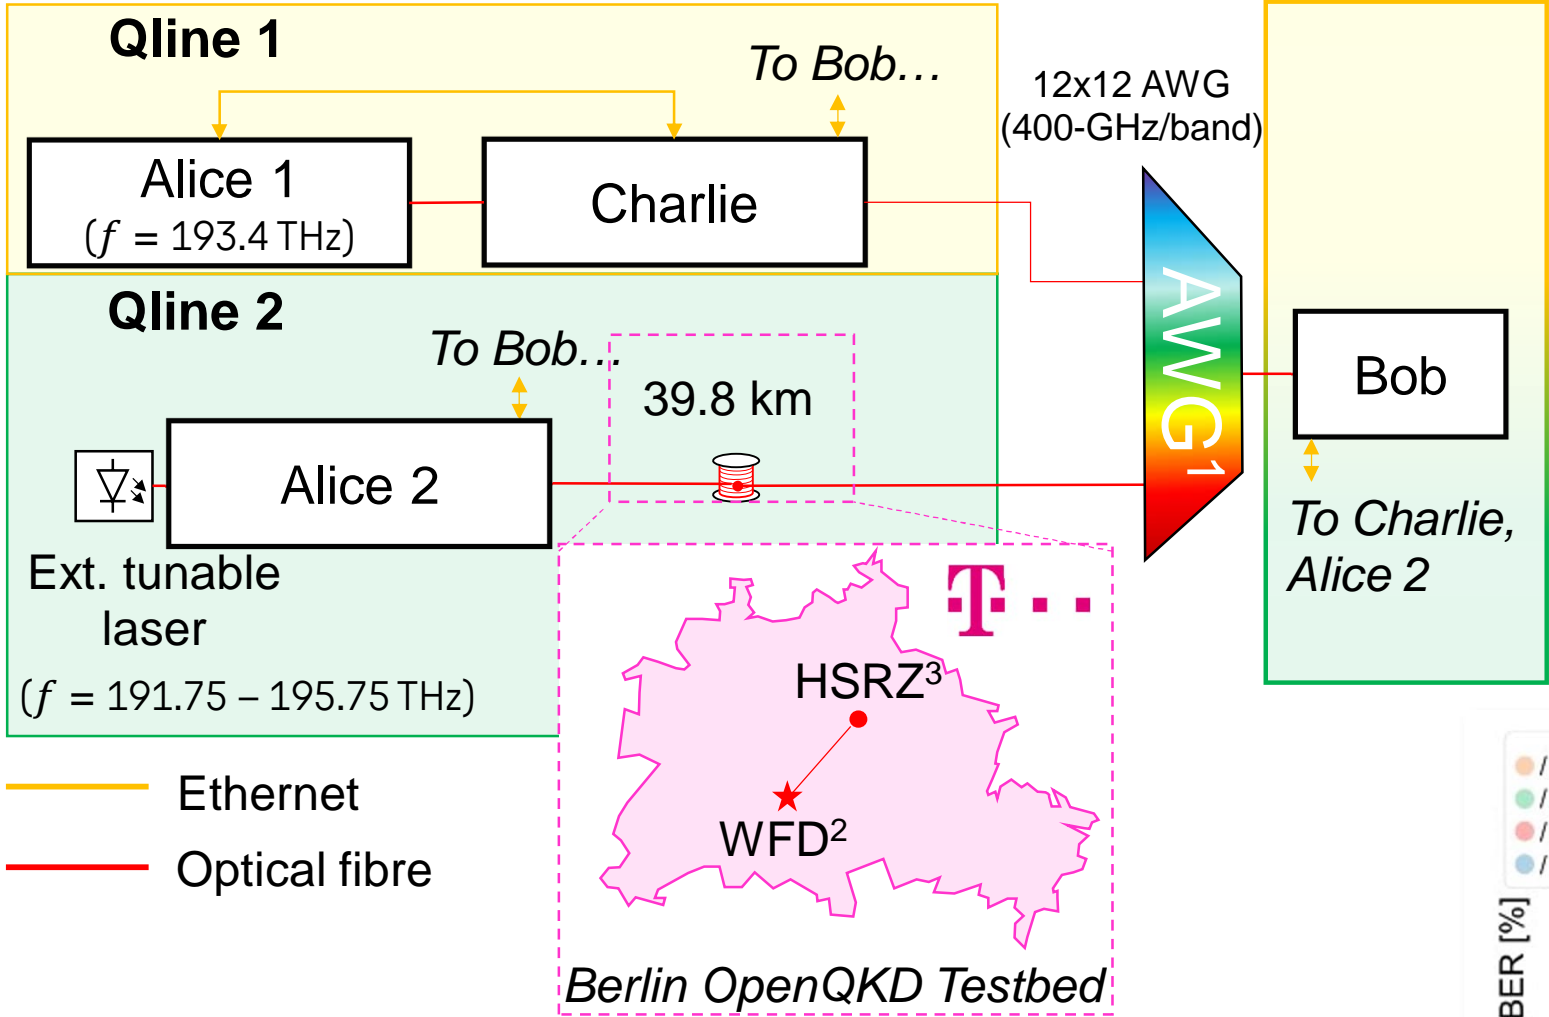 Qline 1
To Bob…
12x12 AWG
(400-GHz/band)
Alice 1
(f = 193.4 THz)
Charlie
AWG¹
Qline 2
To Bob…
39.8 km
Bob
Alice 2
To Charlie,
Alice 2
Ext. tunable
laser
(f = 191.75 – 195.75 THz)
T
HSRZ³
WFD²
Ethernet
Optical fibre
Berlin OpenQKD Testbed
BER [%]